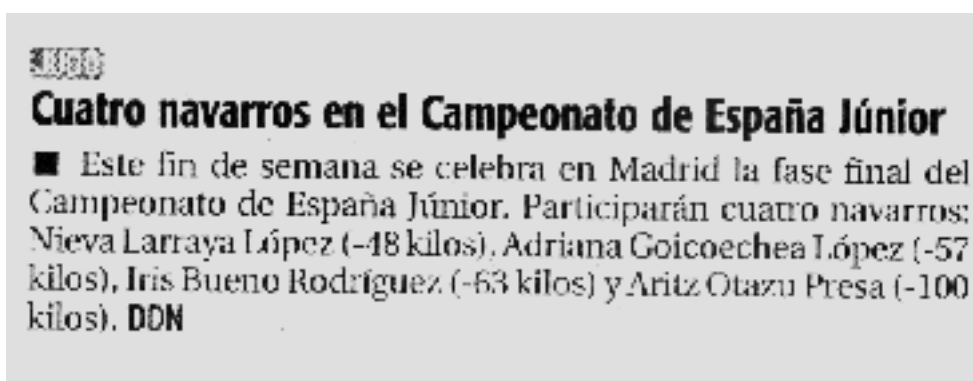 Cuatro navarros en el Campeonato de España Júnior
■ Este fin de semana se celebra en Madrid la fase final del
Campeonato de España Júnior. Participarán cuatro navarros:
Nieva Larraya López (-48 kilos), Adriana Goicoechea López (-57
kilos), Iris Bueno Rodríguez (-63 kilos) y Aritz Otazu Presa (-100
kilos). DDN